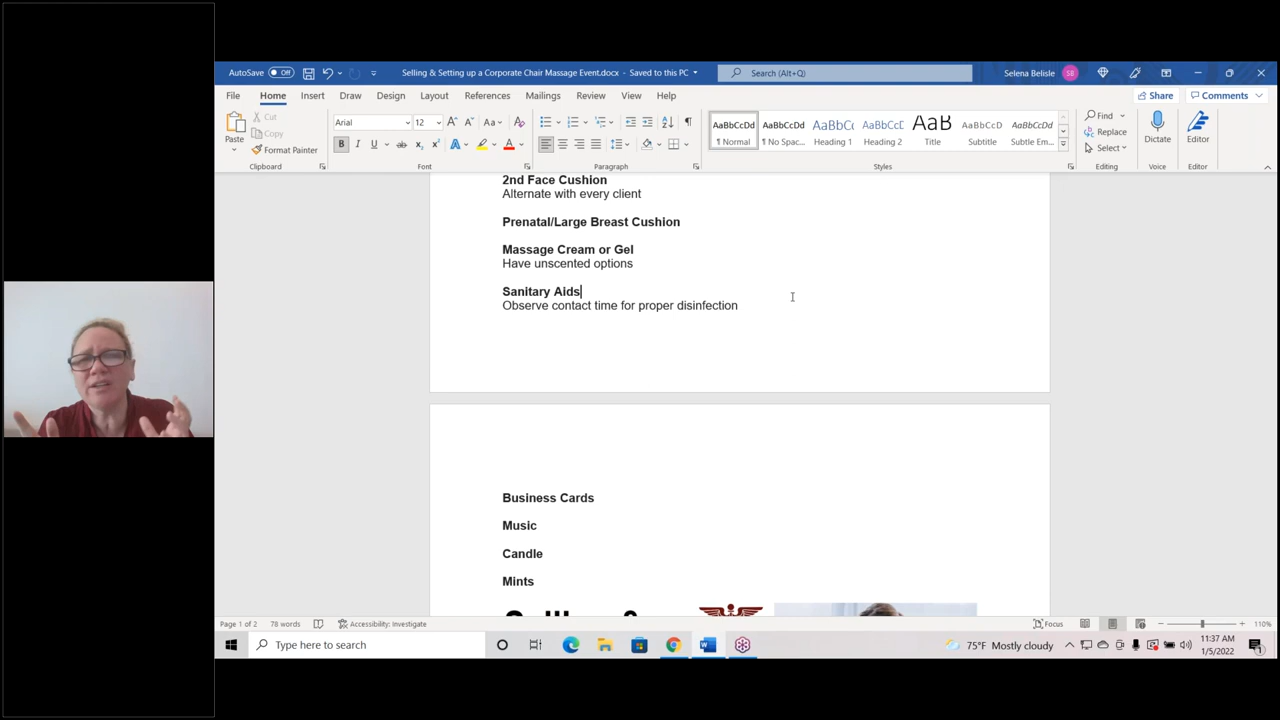 AutoSave Off
Selling & Setting up a Corporate Chair Massage Event.docx - Saved to this PC
Search (Alt+Q)
Selena Belisle SB
File Home Insert Draw Design Layout References Mailings Review View Help
Share Comments
Paste
Cut
Copy
Format Painter
Clipboard
Arial 12
Font
Paragraph
AaBbCcDd AaBbCcDd AaBbCc AaBbCcC AaB AaBbCcD AaBbCcDd
¶ Normal ¶ No Spac... Heading 1 Heading 2 Title Subtitle Subtle Em...
Styles
Find
Replace
Select
Editing
Dictate
Voice
Editor
Editor
2nd Face Cushion
Alternate with every client
Prenatal/Large Breast Cushion
Massage Cream or Gel
Have unscented options
Sanitary Aids
Observe contact time for proper disinfection
Business Cards
Music
Candle
Mints
Page 1 of 2 78 words Accessibility: Investigate
Focus
110%
Type here to search
75°F Mostly cloudy
11:37 AM
1/5/2022